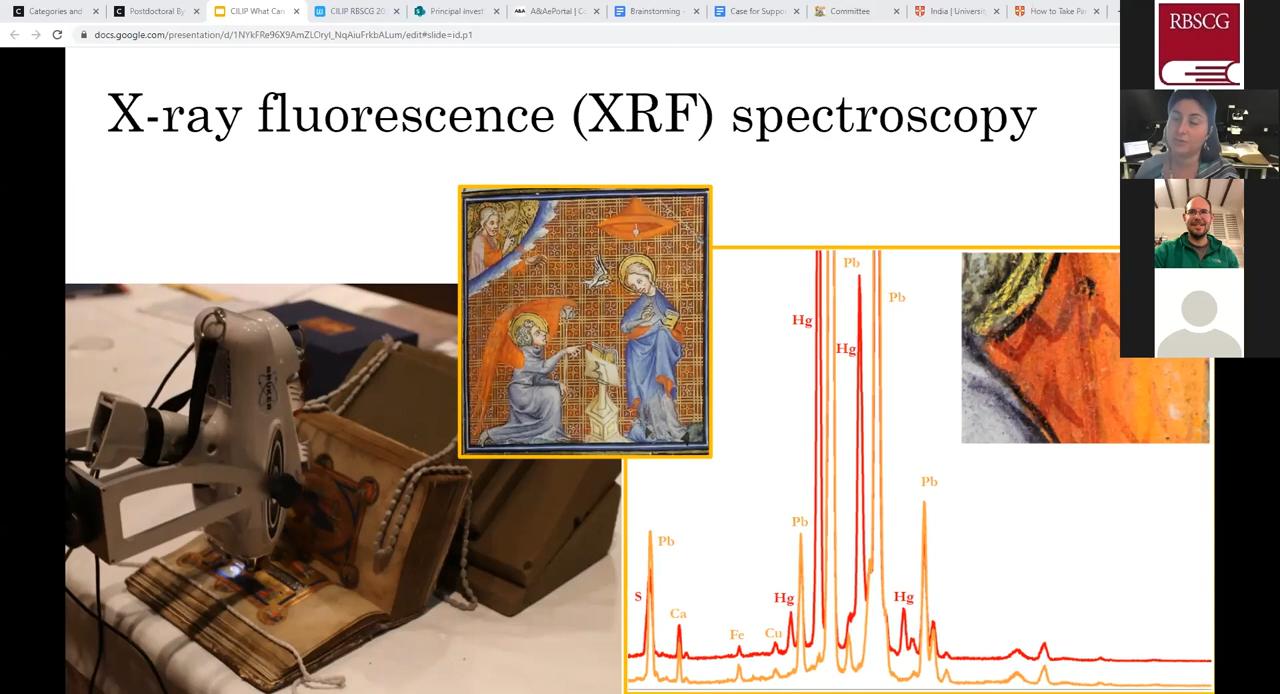 Categories and
Postdoctoral By
CILIP What Can
CILIP RBSCG 20
Principal invest
A&A
A&AePortal | Co
Brainstorming -
Case for Suppo
Committee
India | Universit
How to Take Pa
docs.google.com/presentation/d/1NYkFRe96X9AmZLOryI_NqAiuFrkbALum/edit#slide=id.p1
RBSCG
X-ray fluorescence (XRF) spectroscopy
BRUKER
Pb
Pb
Hg
Hg
Pb
Pb
Pb
S
Hg
Hg
Ca
Fe
Cu